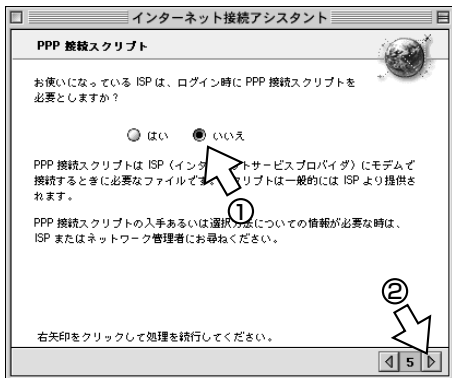 インターネット接続アシスタント
PPP 接続スクリプト
お使いになっている ISP は、ログイン時に PPP 接続スクリプトを
必要としますか？
はい いいえ
PPP 接続スクリプトは ISP（インターネットサービスプロバイダ）にモデムで
接続するときに必要なファイルです。スクリプトは一般的には ISP より提供さ
れます。
①
PPP 接続スクリプトの入手あるいは選択方法についての情報が必要な時は、
ISP またはネットワーク管理者にお尋ねください。
②
右矢印をクリックして処理を続行してください。
5